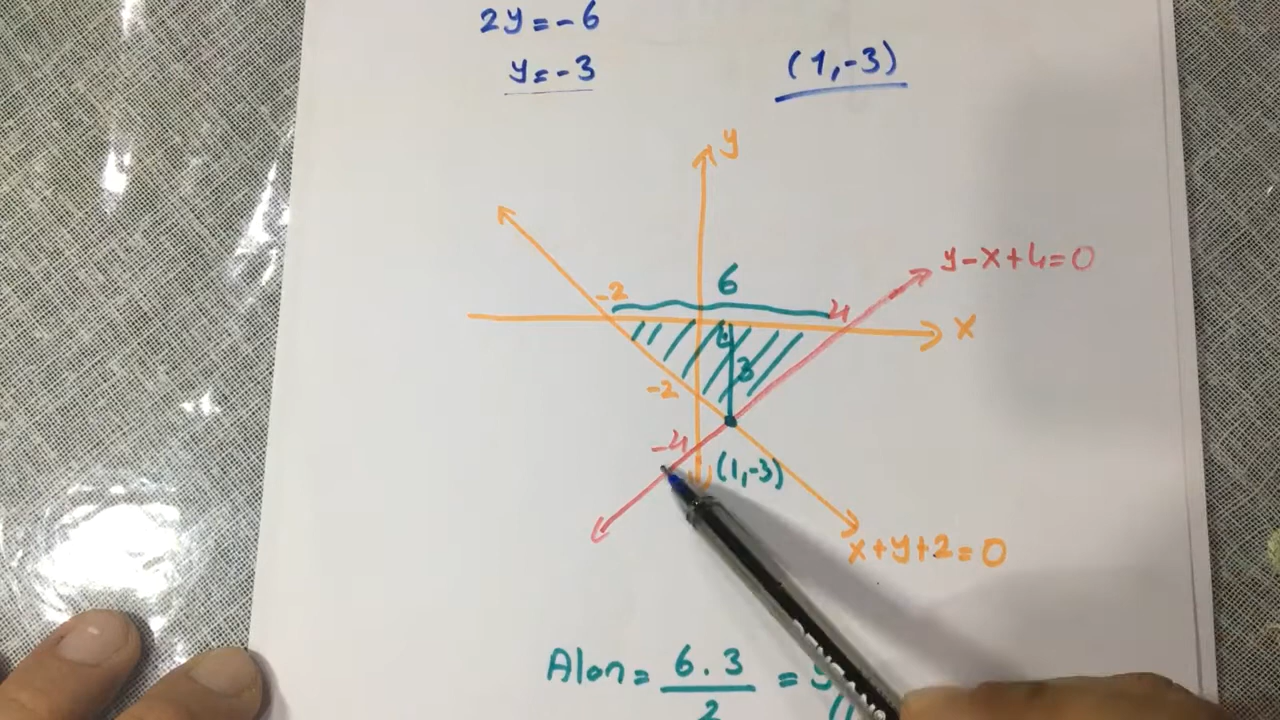 2y=-6
y=-3
(1,-3)
y
y-x+4=0
6
-2
4
x
3
-2
-4
(1,-3)
x+y+2=0
Alan= 6.3
2
=